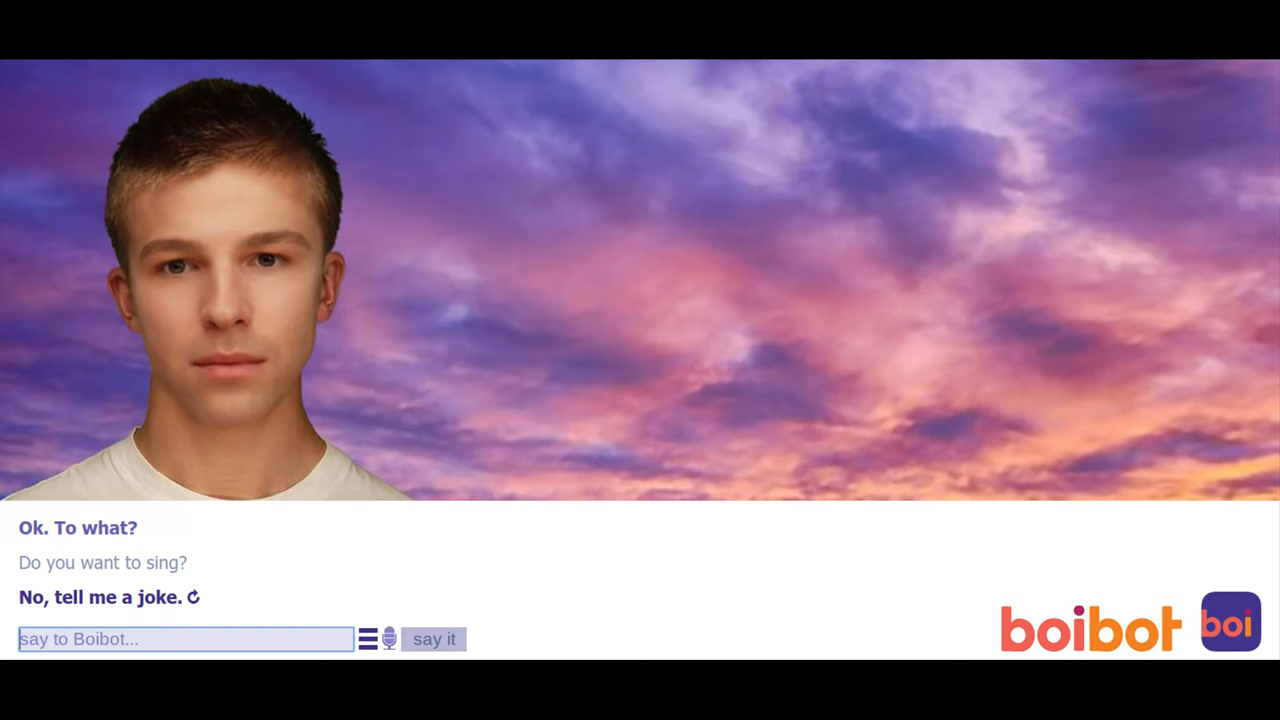 Ok. To what?
Do you want to sing?
No, tell me a joke.
say to Boibot...
say it
boibot
boi